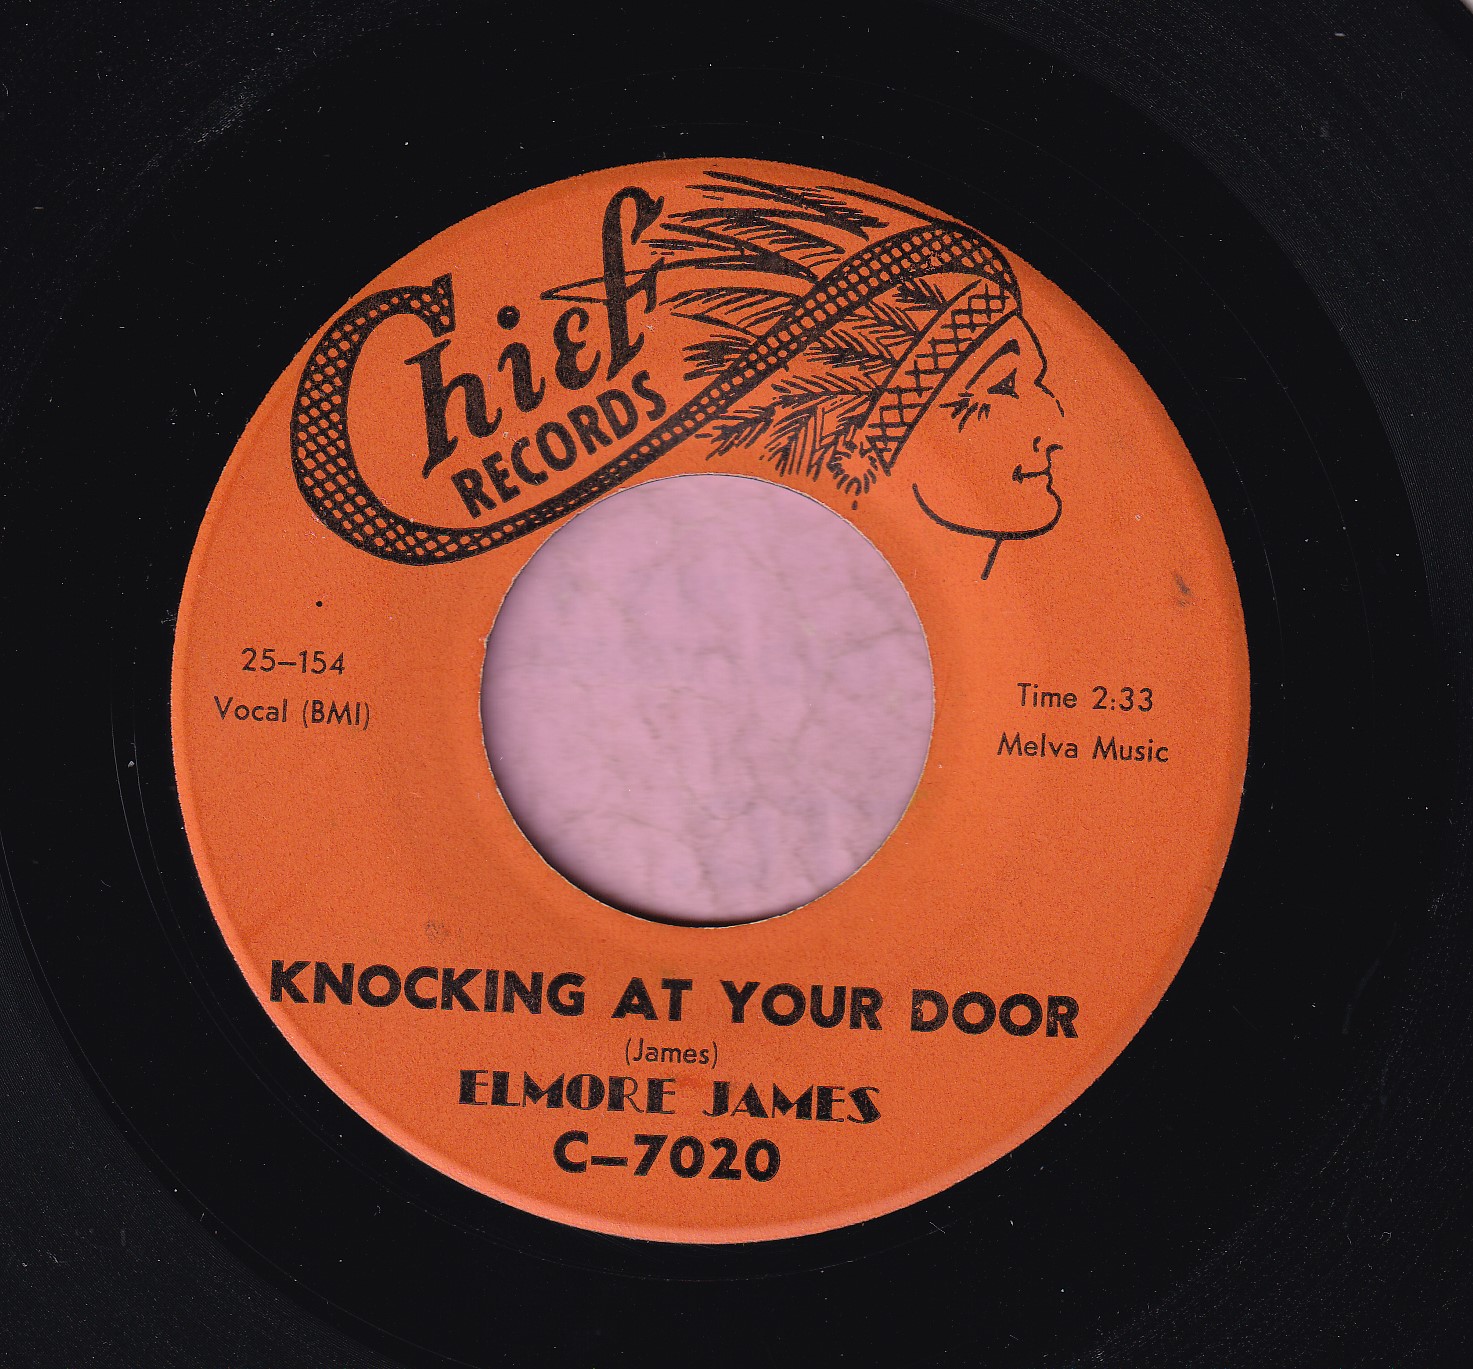 Chief
RECORDS
25–154
Vocal (BMI)
Time 2:33
Melva Music
KNOCKING AT YOUR DOOR
(James)
ELMORE JAMES
C–7020